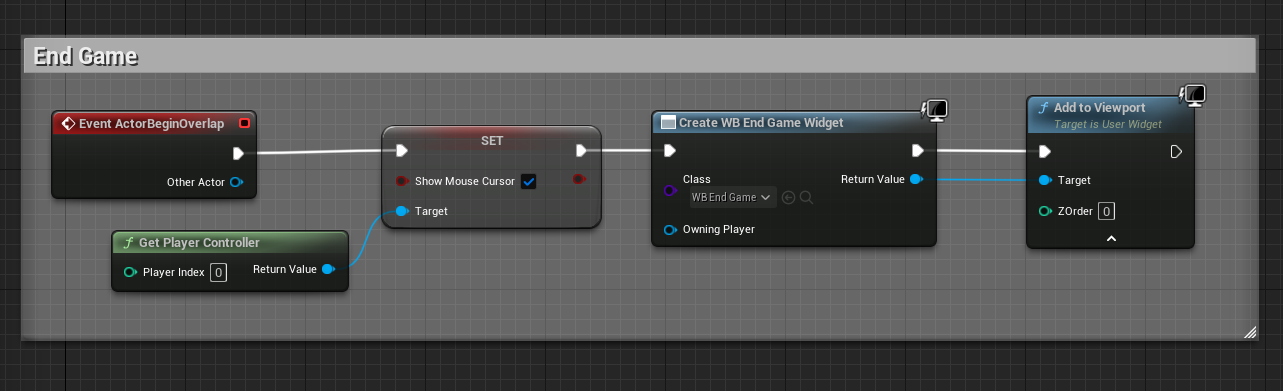 End Game
Event ActorBeginOverlap
Other Actor
Get Player Controller
Player Index 0
Return Value
SET
Show Mouse Cursor
Target
Create WB End Game Widget
Class
WB End Game
Return Value
Owning Player
f Add to Viewport
Target is User Widget
Target
ZOrder 0